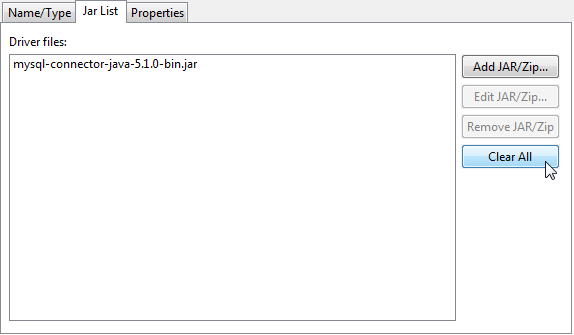 Name/Type Jar List Properties
Driver files:
mysql-connector-java-5.1.0-bin.jar
Add JAR/Zip...
Edit JAR/Zip...
Remove JAR/Zip
Clear All